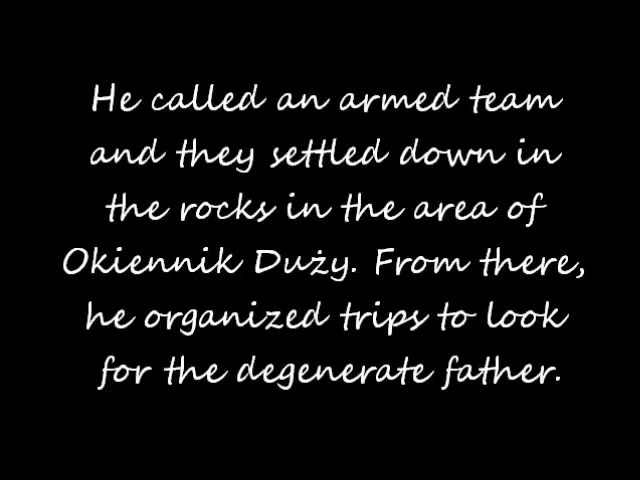 He called an armed team
and they settled down in
the rocks in the area of
Okiennik Duży. From there,
he organized trips to look
for the degenerate father.